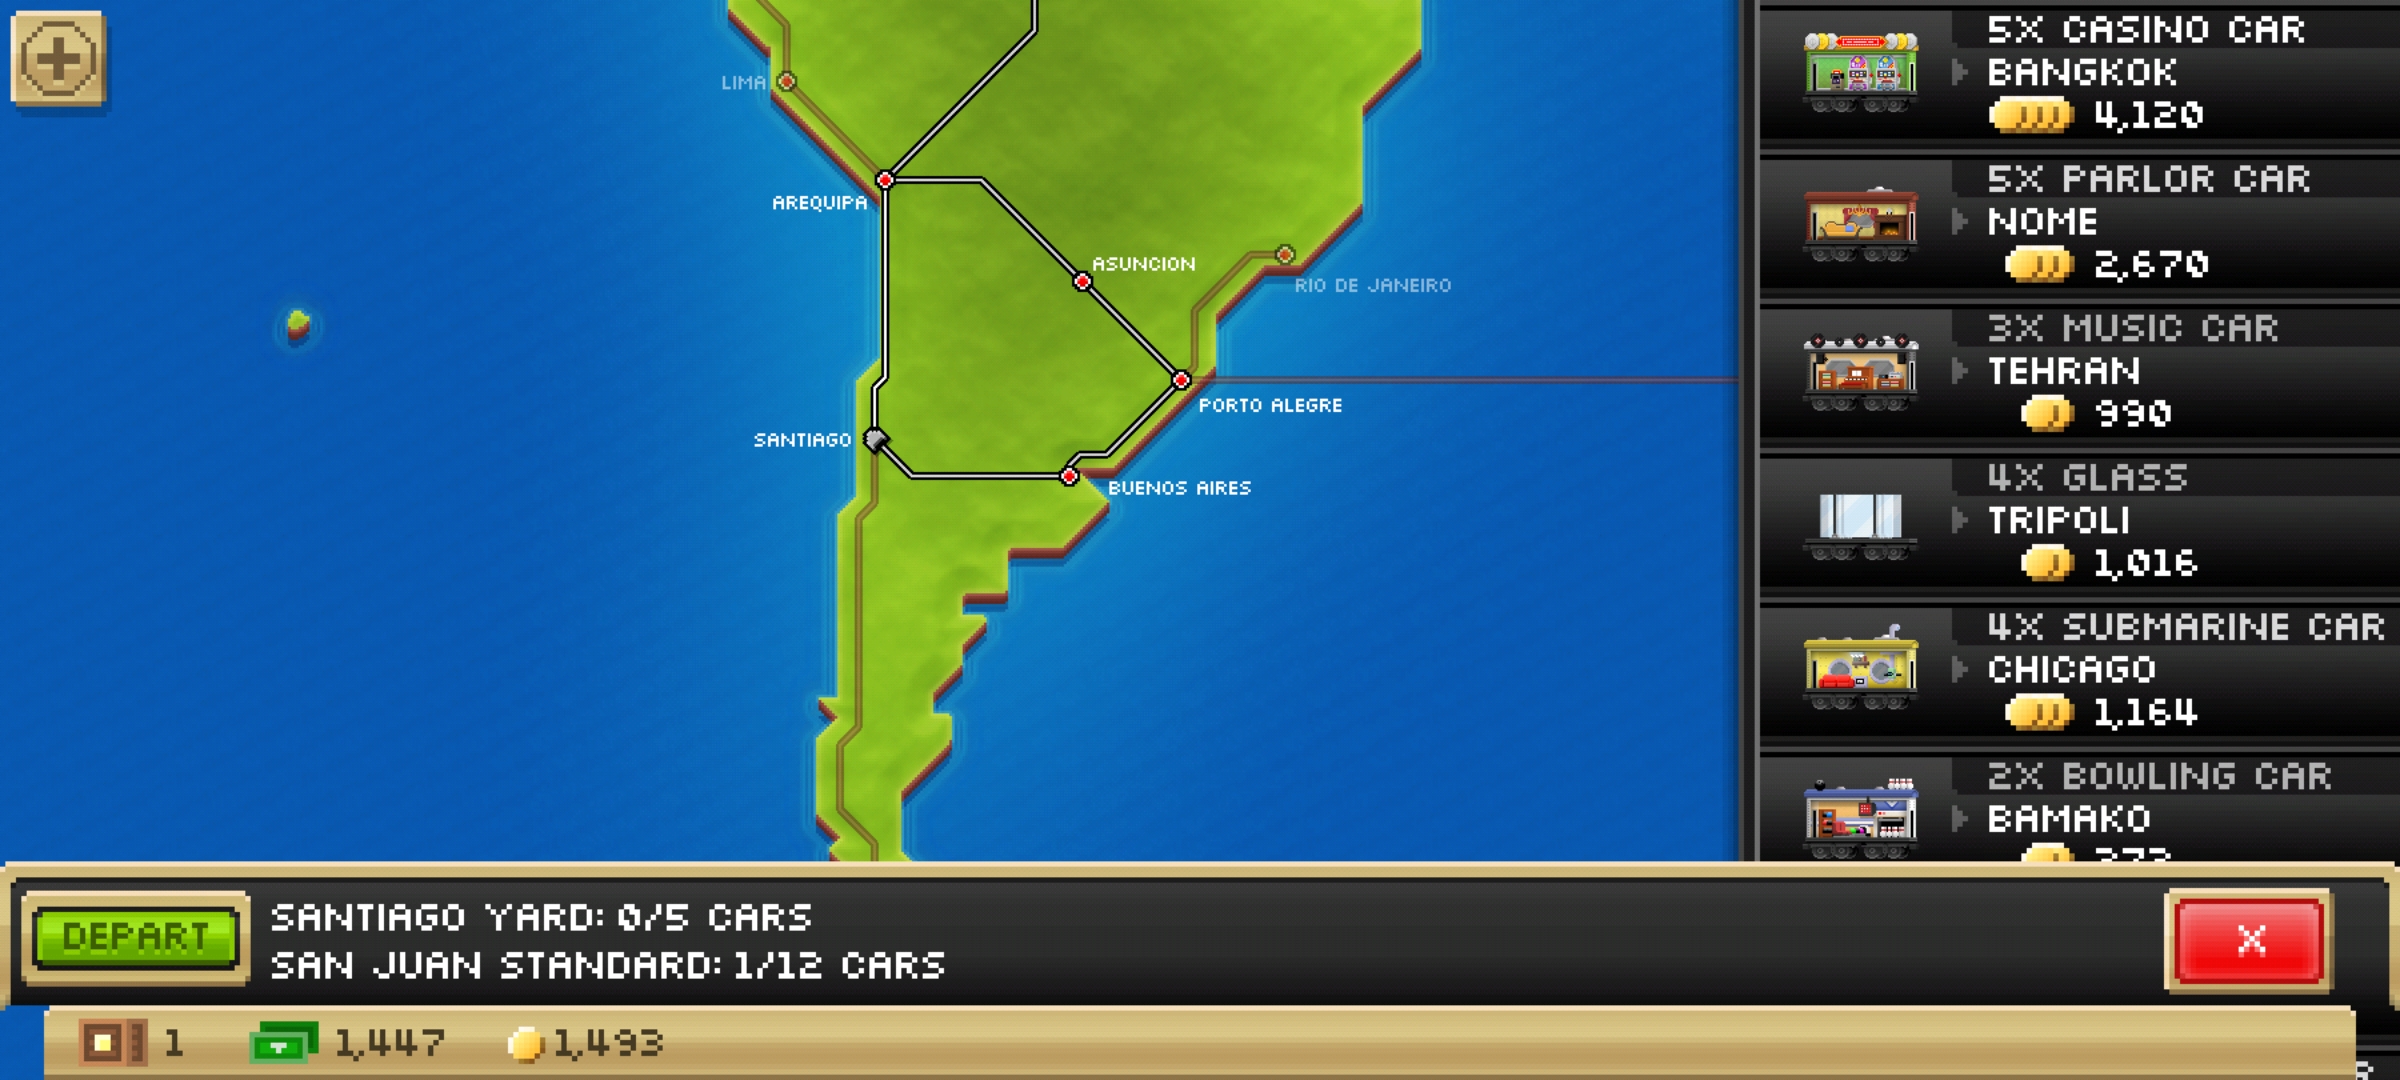 LIMA
AREQUIPA
ASUNCION
RIO DE JANEIRO
PORTO ALEGRE
SANTIAGO
BUENOS AIRES
5X CASINO CAR
BANGKOK
4,120
5X PARLOR CAR
NOME
2,670
3X MUSIC CAR
TEHRAN
990
4X GLASS
TRIPOLI
1,016
4X SUBMARINE CAR
CHICAGO
1,164
2X BOWLING CAR
BAMAKO
DEPART
SANTIAGO YARD: 0/5 CARS
SAN JUAN STANDARD: 1/12 CARS
X
1
1,447
1,493